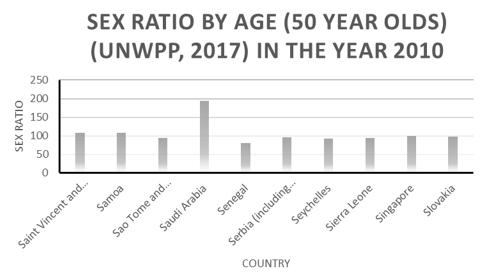 SEX RATIO BY AGE (50 YEAR OLDS)
(UNWPP, 2017) IN THE YEAR 2010
250
200
150
100
50
0
SEX RATIO
Saint Vincent and...
Samoa
Sao Tome and...
Saudi Arabia
Senegal
Serbia (including...
Seychelles
Sierra Leone
Singapore
Slovakia
COUNTRY